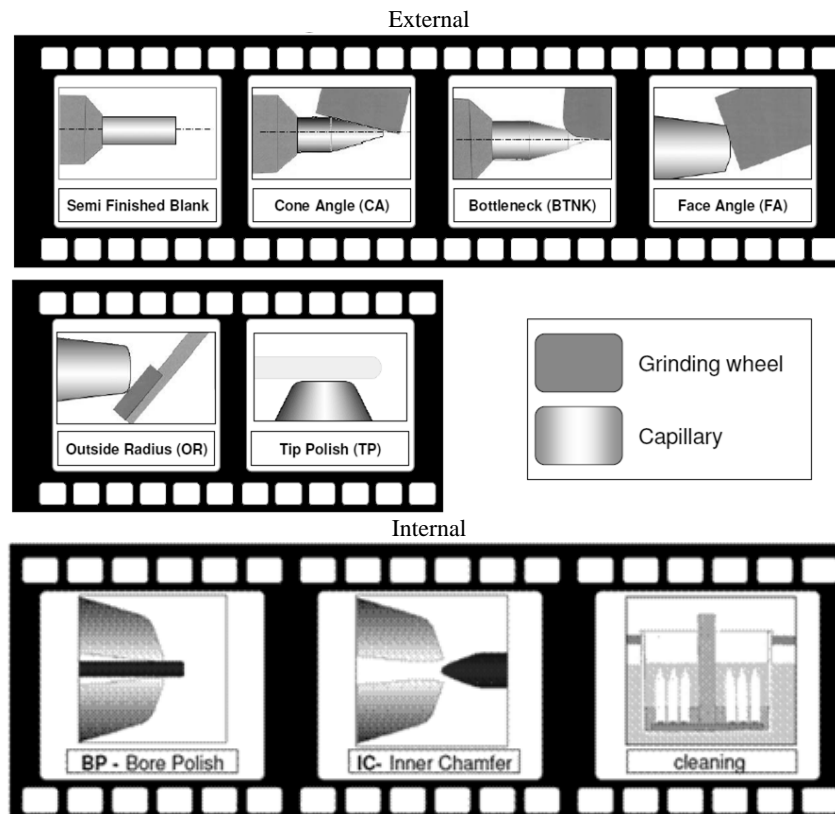 External
Semi Finished Blank
Cone Angle (CA)
Bottleneck (BTNK)
Face Angle (FA)
Outside Radius (OR)
Tip Polish (TP)
Grinding wheel
Capillary
Internal
BP - Bore Polish
IC- Inner Chamfer
cleaning